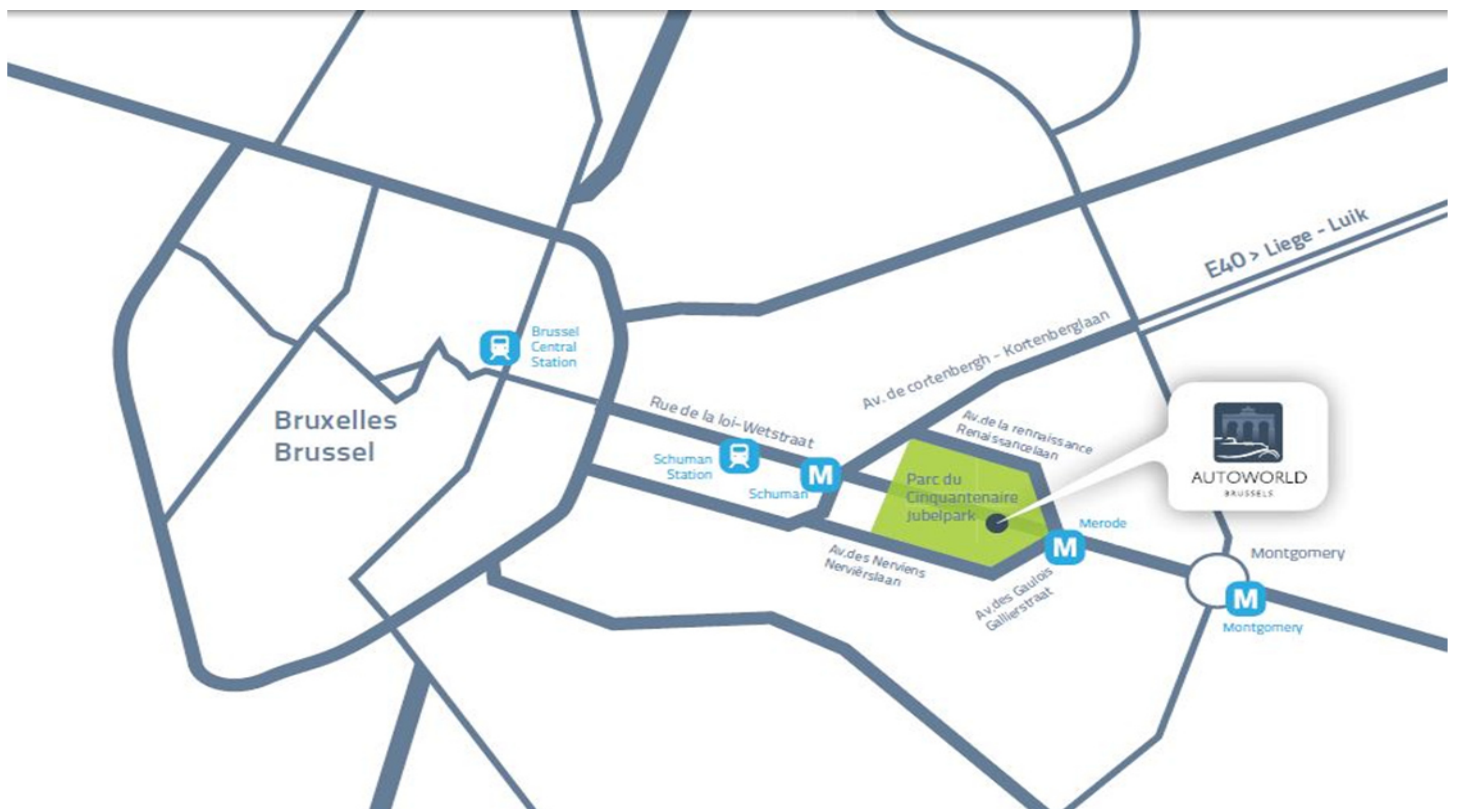 E40 > Liege - Luik
Av. de cortenbergh - Kortenberglaan
Brussel
Central
Station
Bruxelles
Brussel
Rue de la loi-Wetstraat
Av.de la rennaissance
Renaissancelaan
Schuman
Station
M
Schuman
Parc du
Cinquantenaire
Jubelpark
AUTOWORLD
BRUSSELS
Merode
M
Av.des Nerviens
Nerviërslaan
Av.des Gaulois
Gallierstraat
Montgomery
M
Montgomery